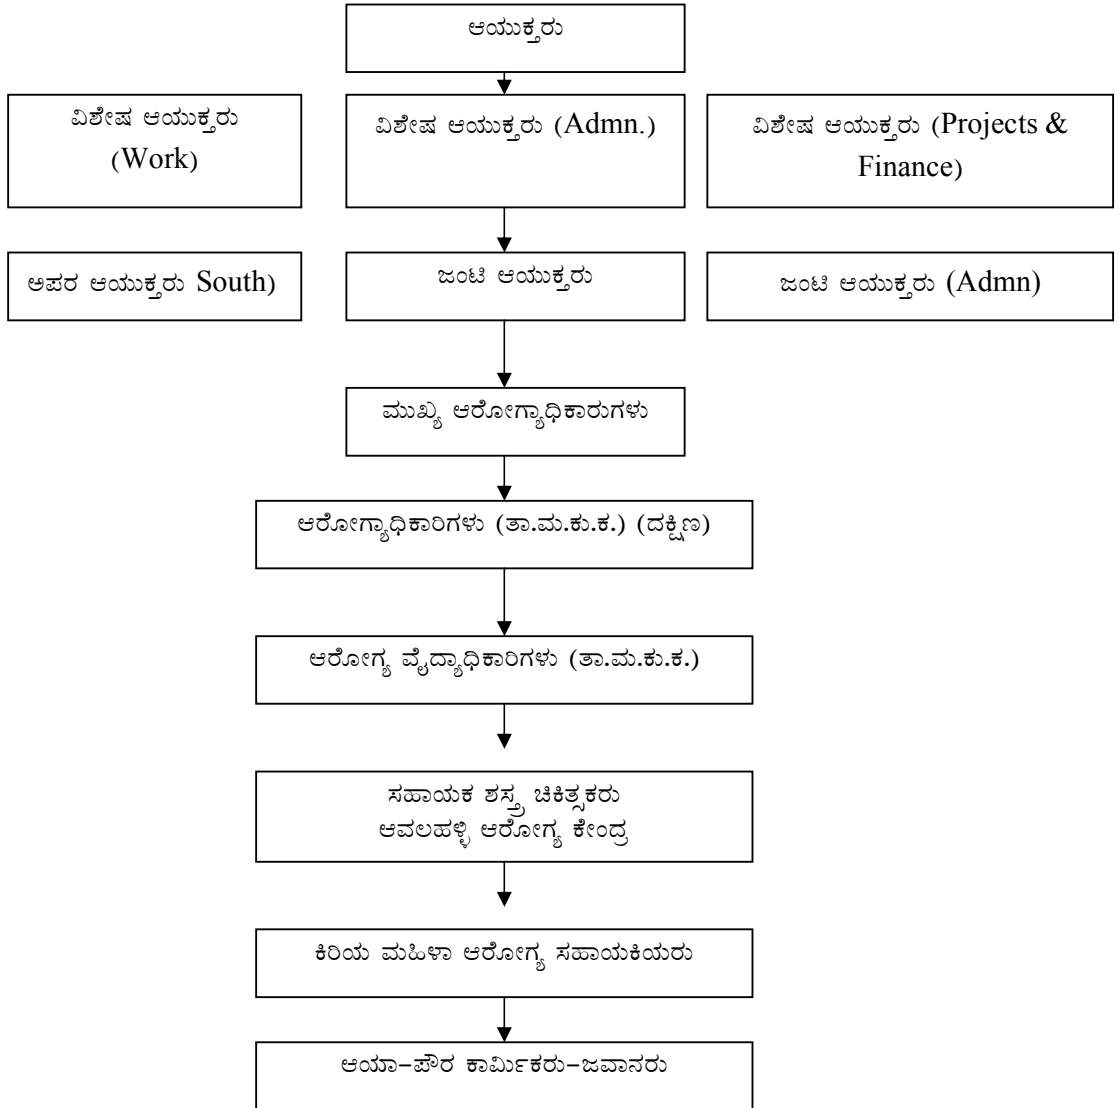 ಆಯುಕ್ತರು
ವಿಶೇಷ ಆಯುಕ್ತರು
(Work)
ವಿಶೇಷ ಆಯುಕ್ತರು (Admn.)
ವಿಶೇಷ ಆಯುಕ್ತರು (Projects &
Finance)
ಅಪರ ಆಯುಕ್ತರು South)
ಜಂಟಿ ಆಯುಕ್ತರು
ಜಂಟಿ ಆಯುಕ್ತರು (Admn)
ಮುಖ್ಯ ಆರೋಗ್ಯಾಧಿಕಾರುಗಳು
ಆರೋಗ್ಯಾಧಿಕಾರಿಗಳು (ತಾ.ಮ.ಕು.ಕ.) (ದಕ್ಷಿಣ)
ಆರೋಗ್ಯ ವೈದ್ಯಾಧಿಕಾರಿಗಳು (ತಾ.ಮ.ಕು.ಕ.)
ಸಹಾಯಕ ಶಸ್ತ್ರ ಚಿಕಿತ್ಸಕರು
ಆವಲಹಳ್ಳಿ ಆರೋಗ್ಯ ಕೇಂದ್ರ
ಕಿರಿಯ ಮಹಿಳಾ ಆರೋಗ್ಯ ಸಹಾಯಕಿಯರು
ಆಯಾ–ಪೌರ ಕಾರ್ಮಿಕರು–ಜವಾನರು